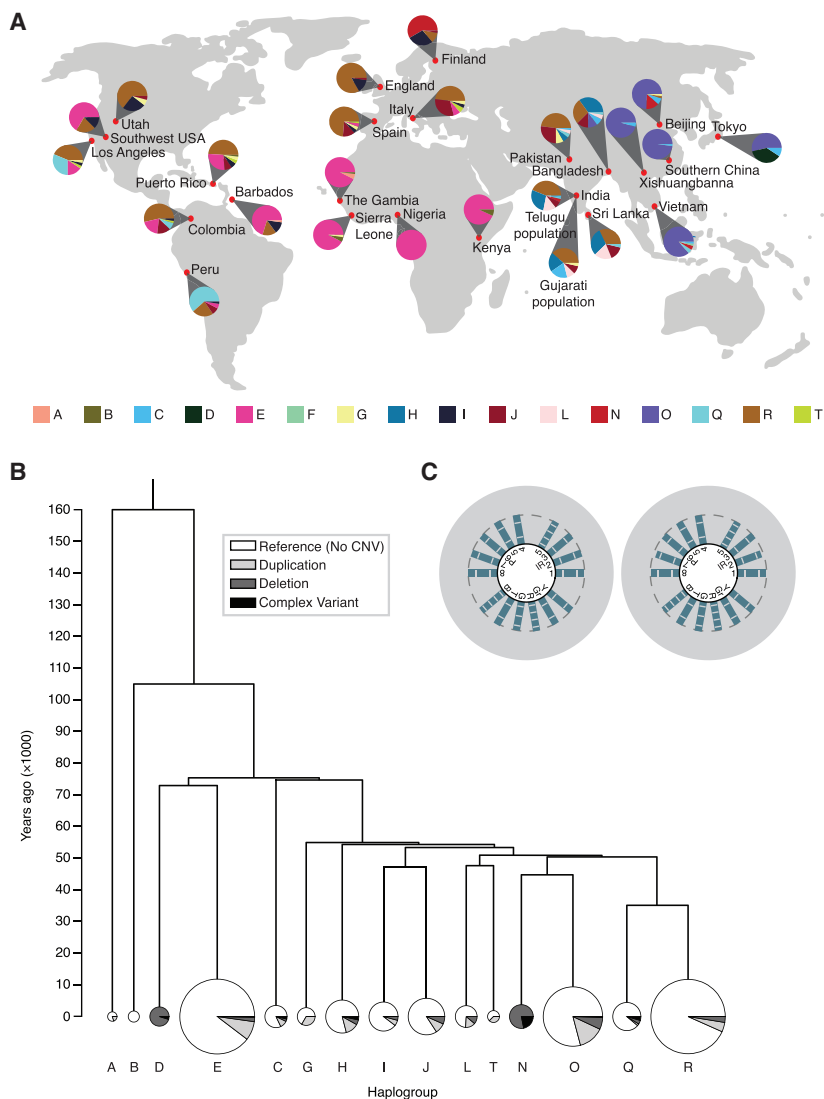 A
Finland
England
Italy
Spain
Utah
Southwest USA
Los Angeles
Puerto Rico
Barbados
Colombia
Peru
The Gambia
Sierra
Leone
Nigeria
Kenya
Pakistan
Bangladesh
India
Telugu
population
Sri Lanka
Gujarati
population
Beijing
Tokyo
Southern China
Xishuangbanna
Vietnam
A B C D E F G H I J L N O Q R T
B
Years ago (×1000)
160
150
140
130
120
110
100
90
80
70
60
50
40
30
20
10
0
Reference (No CNV)
Duplication
Deletion
Complex Variant
A B D E C G H I J L T N O Q R
Haplogroup
C